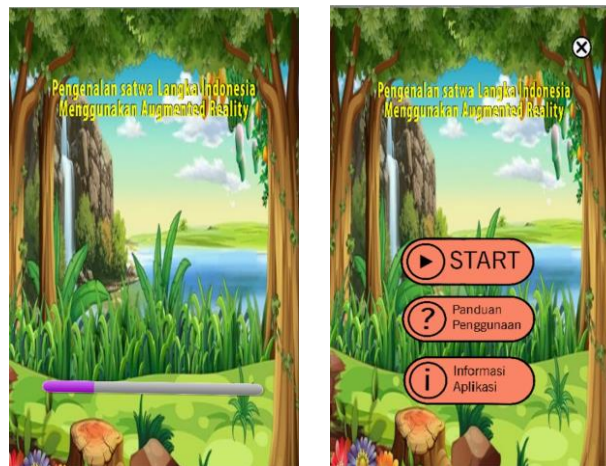 Pengenalan satwa Langka Indonesia
Menggunakan Augmented Reality
Pengenalan satwa Langka Indonesia
Menggunakan Augmented Reality
START
?
Panduan
Penggunaan
i
Informasi
Aplikasi